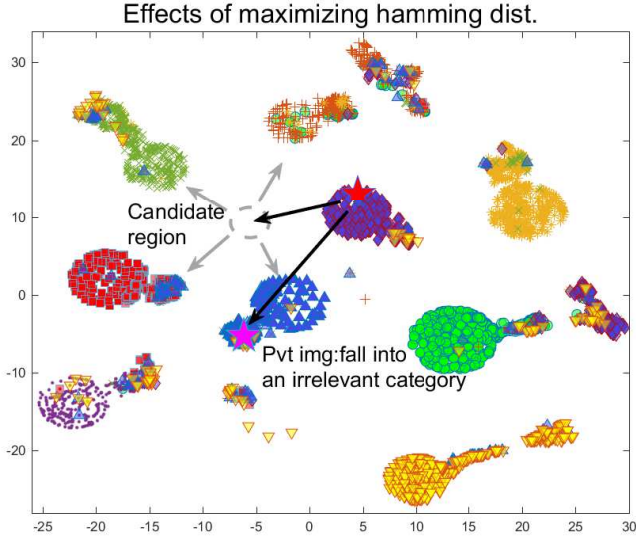 Effects of maximizing hamming dist.
30
20
10
0
-10
-20
Candidate
region
Pvt img:fall into
an irrelevant category
-25 -20 -15 -10 -5 0 5 10 15 20 25 30